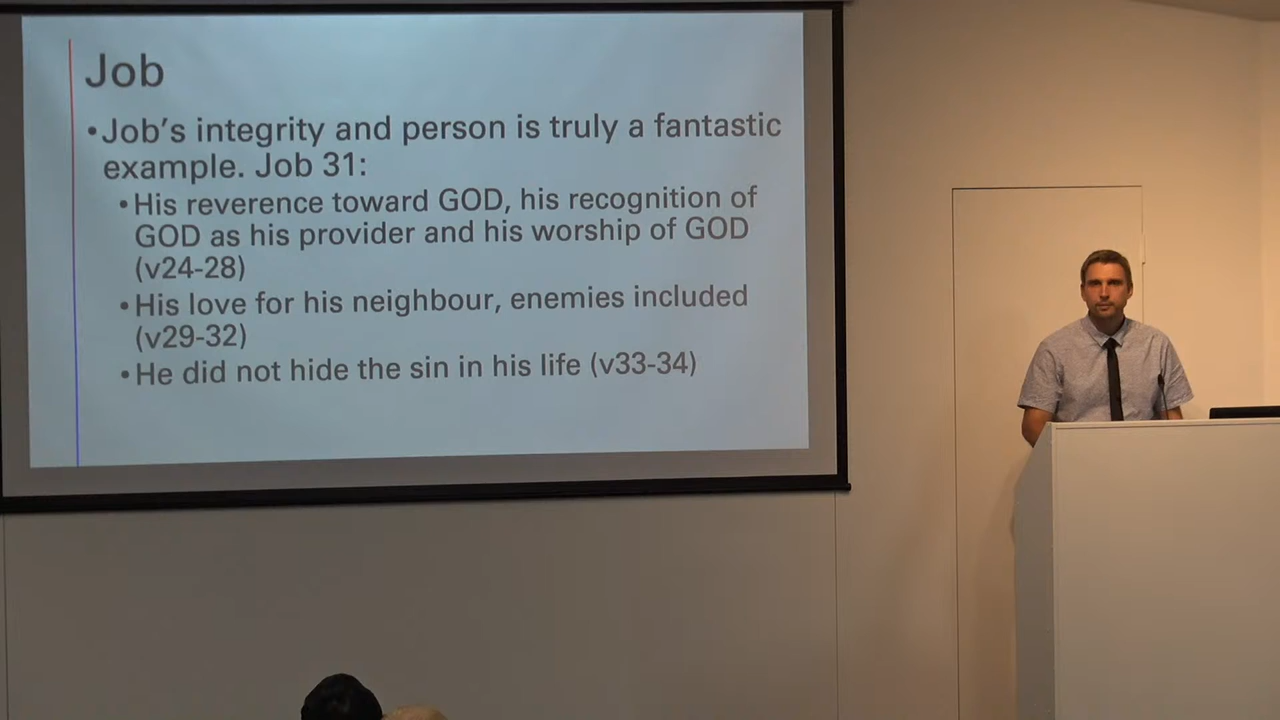 Job
•Job's integrity and person is truly a fantastic
example. Job 31:
•His reverence toward GOD, his recognition of
GOD as his provider and his worship of GOD
(v24-28)
•His love for his neighbour, enemies included
(v29-32)
•He did not hide the sin in his life (v33-34)